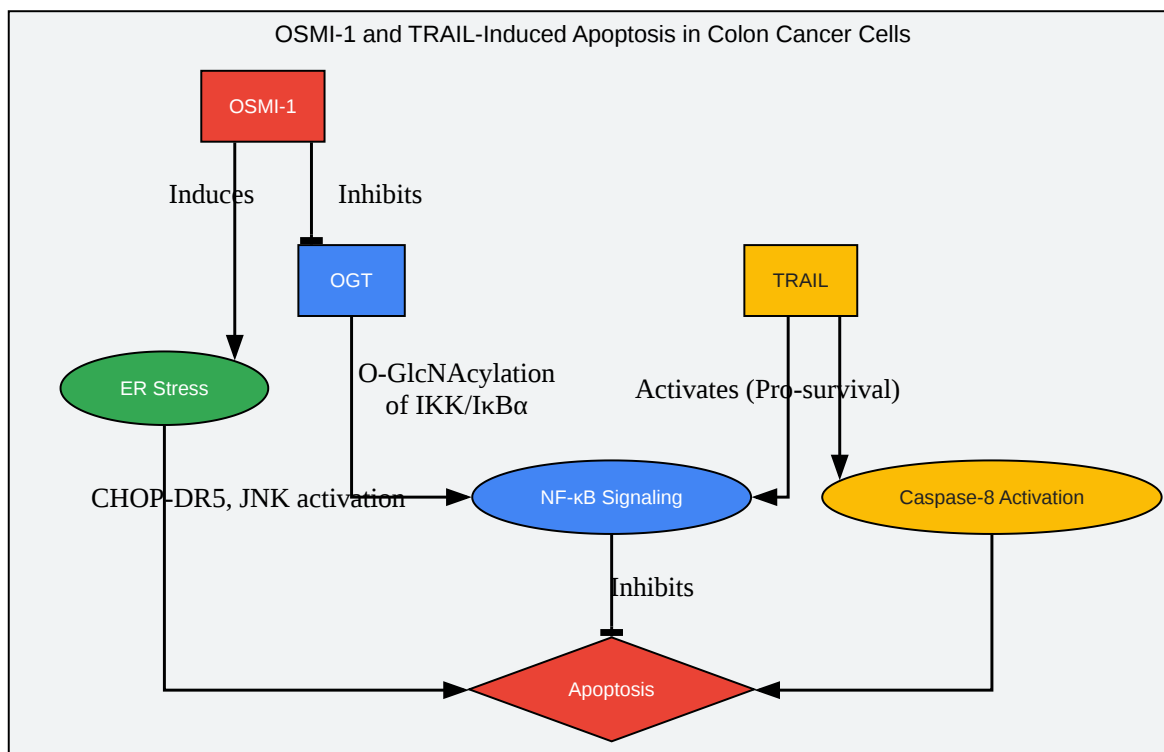 OSMI-1 and TRAIL-Induced Apoptosis in Colon Cancer Cells
OSMI-1
Induces
Inhibits
OGT
TRAIL
O-GlcNAcylation
of IKK/IκBα
Activates (Pro-survival)
ER Stress
CHOP-DR5, JNK activation
NF-κB Signaling
Caspase-8 Activation
Inhibits
Apoptosis